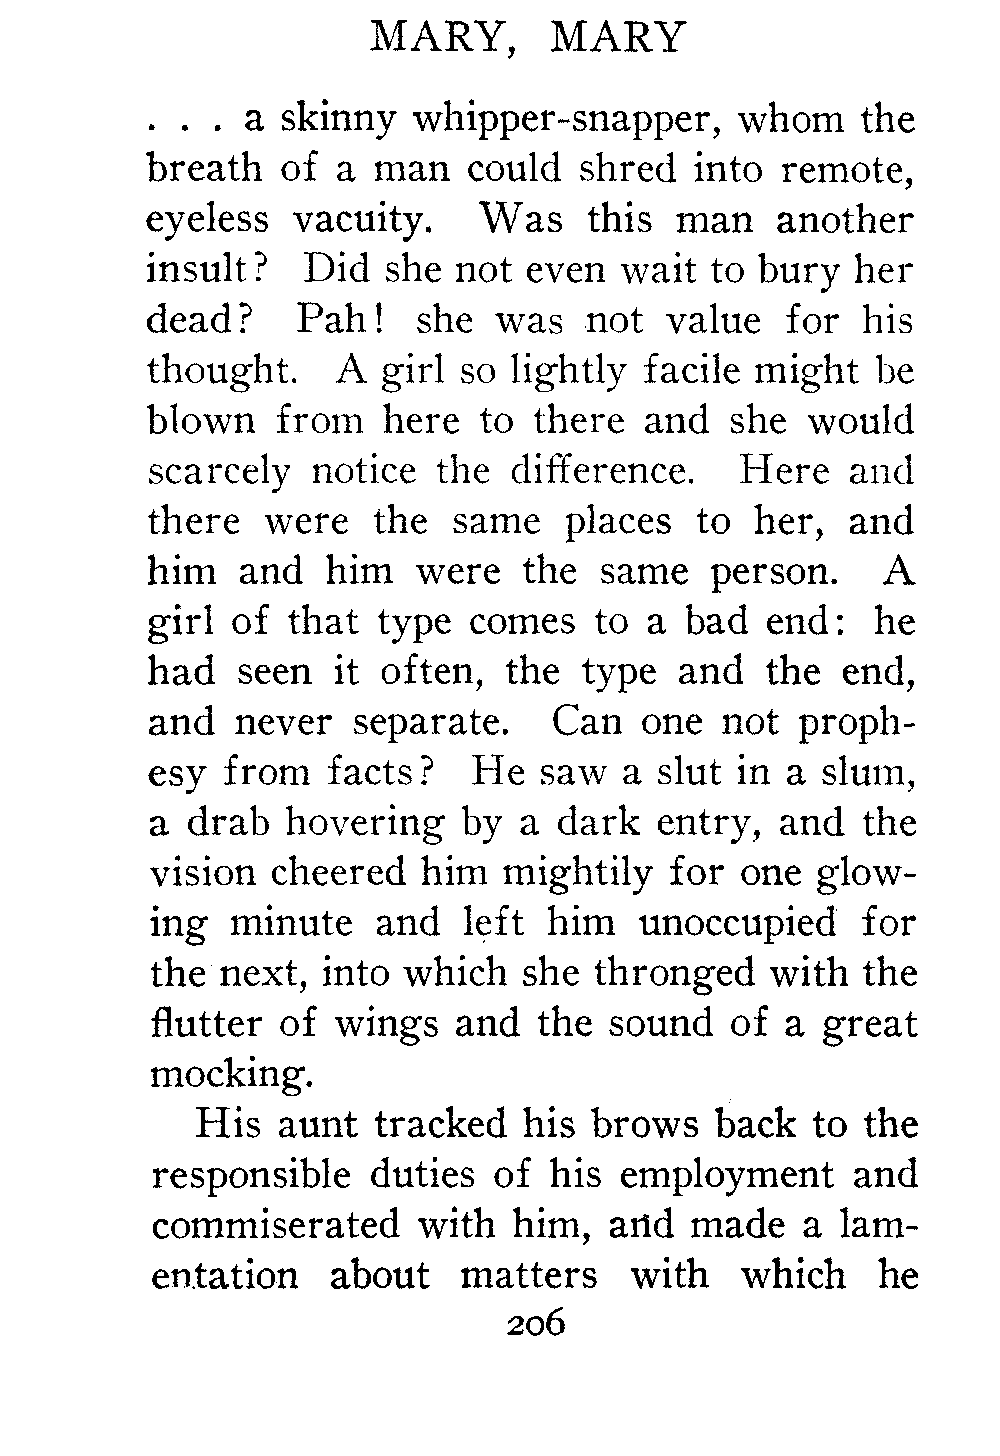 MARY, MARY
. . . a skinny whipper-snapper, whom the
breath of a man could shred into remote,
eyeless vacuity. Was this man another
insult? Did she not even wait to bury her
dead? Pah! she was not value for his
thought. A girl so lightly facile might be
blown from here to there and she would
scarcely notice the difference. Here and
there were the same places to her, and
him and him were the same person. A
girl of that type comes to a bad end: he
had seen it often, the type and the end,
and never separate. Can one not proph-
esy from facts? He saw a slut in a slum,
a drab hovering by a dark entry, and the
vision cheered him mightily for one glow-
ing minute and left him unoccupied for
the next, into which she thronged with the
flutter of wings and the sound of a great
mocking.
His aunt tracked his brows back to the
responsible duties of his employment and
commiserated with him, and made a lam-
entation about matters with which he
206